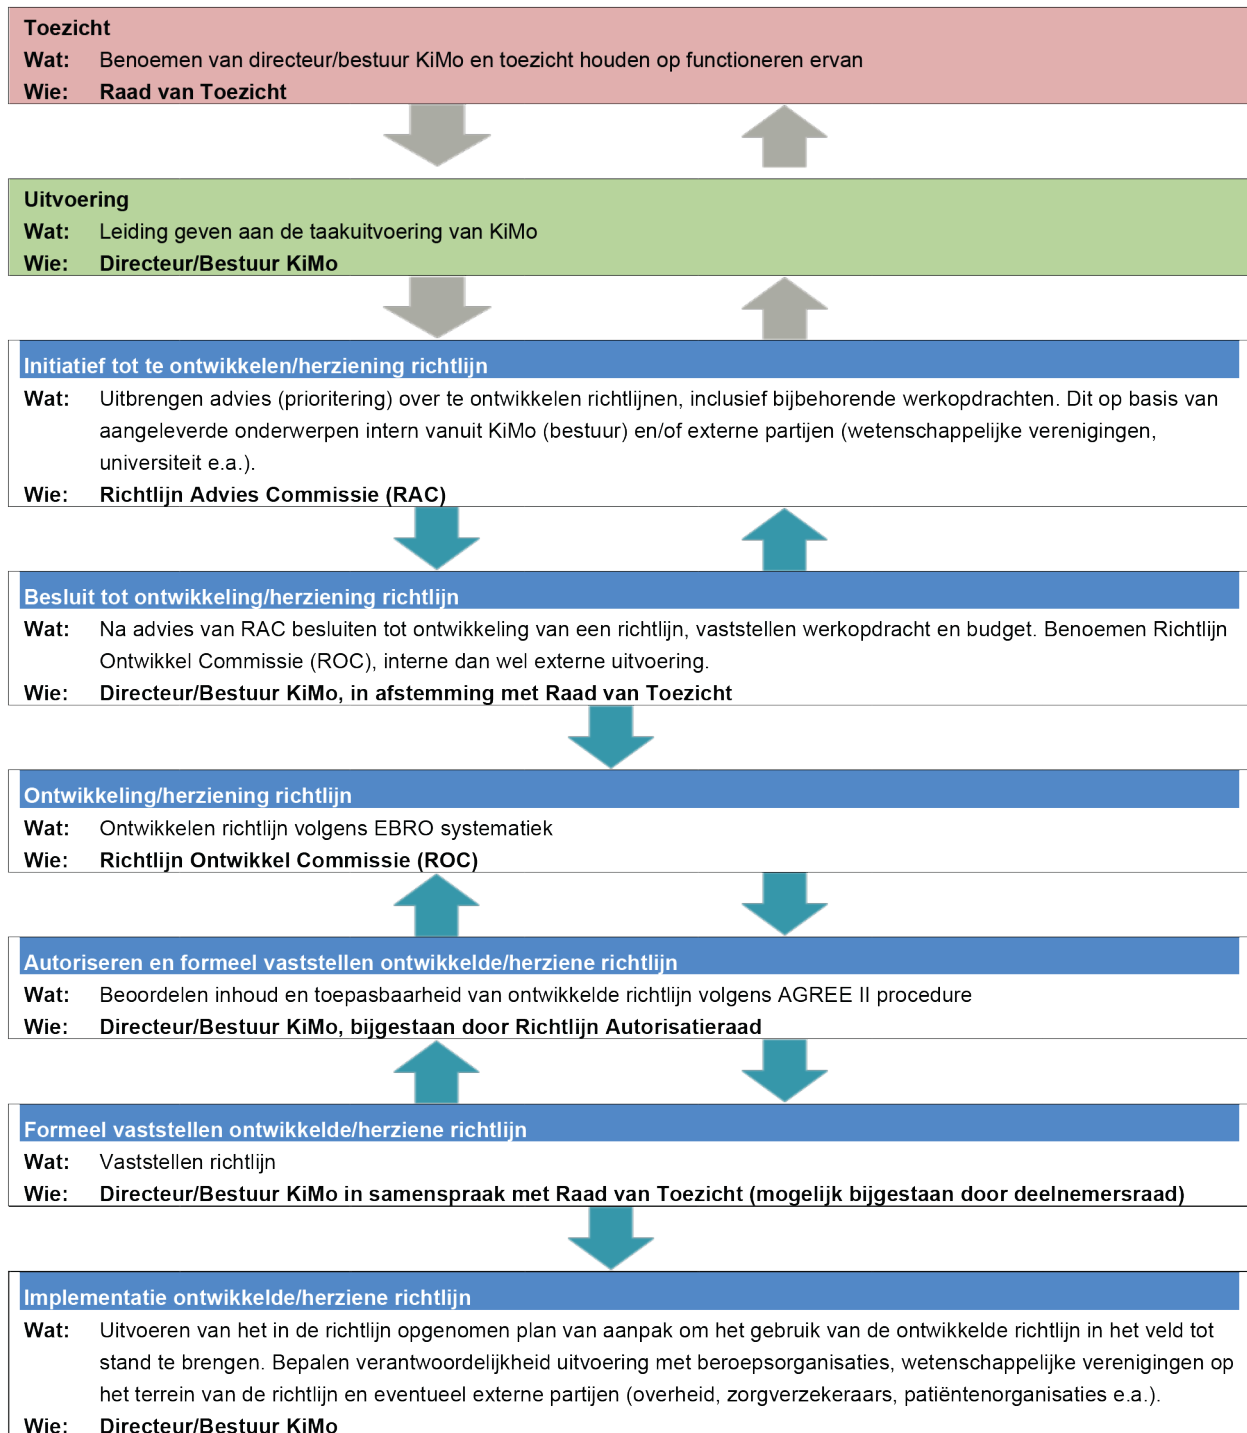 Toezicht
Wat: Benoemen van directeur/bestuur KiMo en toezicht houden op functioneren ervan
Wie: Raad van Toezicht
Uitvoering
Wat: Leiding geven aan de taakuitvoering van KiMo
Wie: Directeur/Bestuur KiMo
Initiatief tot te ontwikkelen/herziening richtlijn
Wat: Uitbrengen advies (prioritering) over te ontwikkelen richtlijnen, inclusief bijbehorende werkopdrachten. Dit op basis van
aangeleverde onderwerpen intern vanuit KiMo (bestuur) en/of externe partijen (wetenschappelijke verenigingen,
universiteit e.a.).
Wie: Richtlijn Advies Commissie (RAC)
Besluit tot ontwikkeling/herziening richtlijn
Wat: Na advies van RAC besluiten tot ontwikkeling van een richtlijn, vaststellen werkopdracht en budget. Benoemen Richtlijn
Ontwikkel Commissie (ROC), interne dan wel externe uitvoering.
Wie: Directeur/Bestuur KiMo, in afstemming met Raad van Toezicht
Ontwikkeling/herziening richtlijn
Wat: Ontwikkelen richtlijn volgens EBRO systematiek
Wie: Richtlijn Ontwikkel Commissie (ROC)
Autoriseren en formeel vaststellen ontwikkelde/herziene richtlijn
Wat: Beoordelen inhoud en toepasbaarheid van ontwikkelde richtlijn volgens AGREE II procedure
Wie: Directeur/Bestuur KiMo, bijgestaan door Richtlijn Autorisatieraad
Formeel vaststellen ontwikkelde/herziene richtlijn
Wat: Vaststellen richtlijn
Wie: Directeur/Bestuur KiMo in samenspraak met Raad van Toezicht (mogelijk bijgestaan door deelnemersraad)
Implementatie ontwikkelde/herziene richtlijn
Wat: Uitvoeren van het in de richtlijn opgenomen plan van aanpak om het gebruik van de ontwikkelde richtlijn in het veld tot
stand te brengen. Bepalen verantwoordelijkheid uitvoering met beroepsorganisaties, wetenschappelijke verenigingen op
het terrein van de richtlijn en eventueel externe partijen (overheid, zorgverzekeraars, patiëntenorganisaties e.a.).
Wie: Directeur/Bestuur KiMo